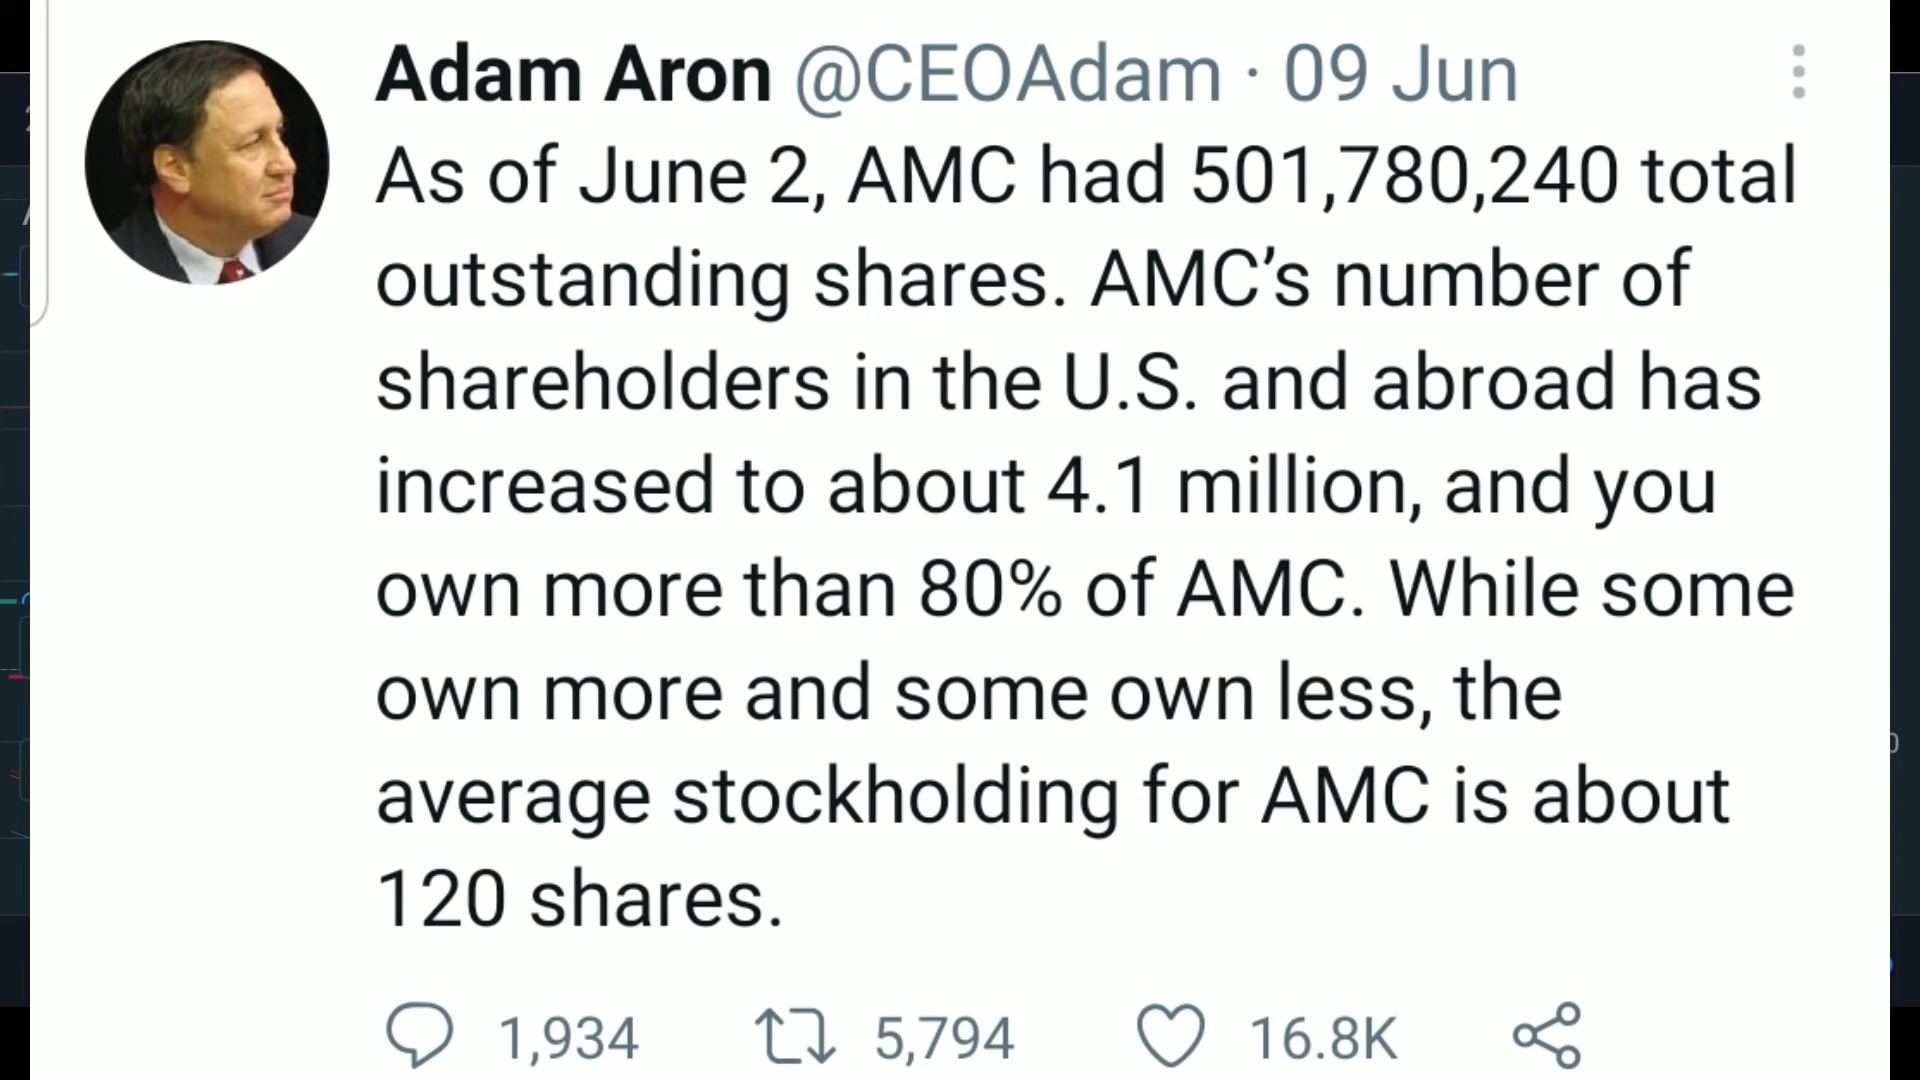 Adam Aron @CEOAdam · 09 Jun
As of June 2, AMC had 501,780,240 total
outstanding shares. AMC’s number of
shareholders in the U.S. and abroad has
increased to about 4.1 million, and you
own more than 80% of AMC. While some
own more and some own less, the
average stockholding for AMC is about
120 shares.
1,934 5,794 16.8K